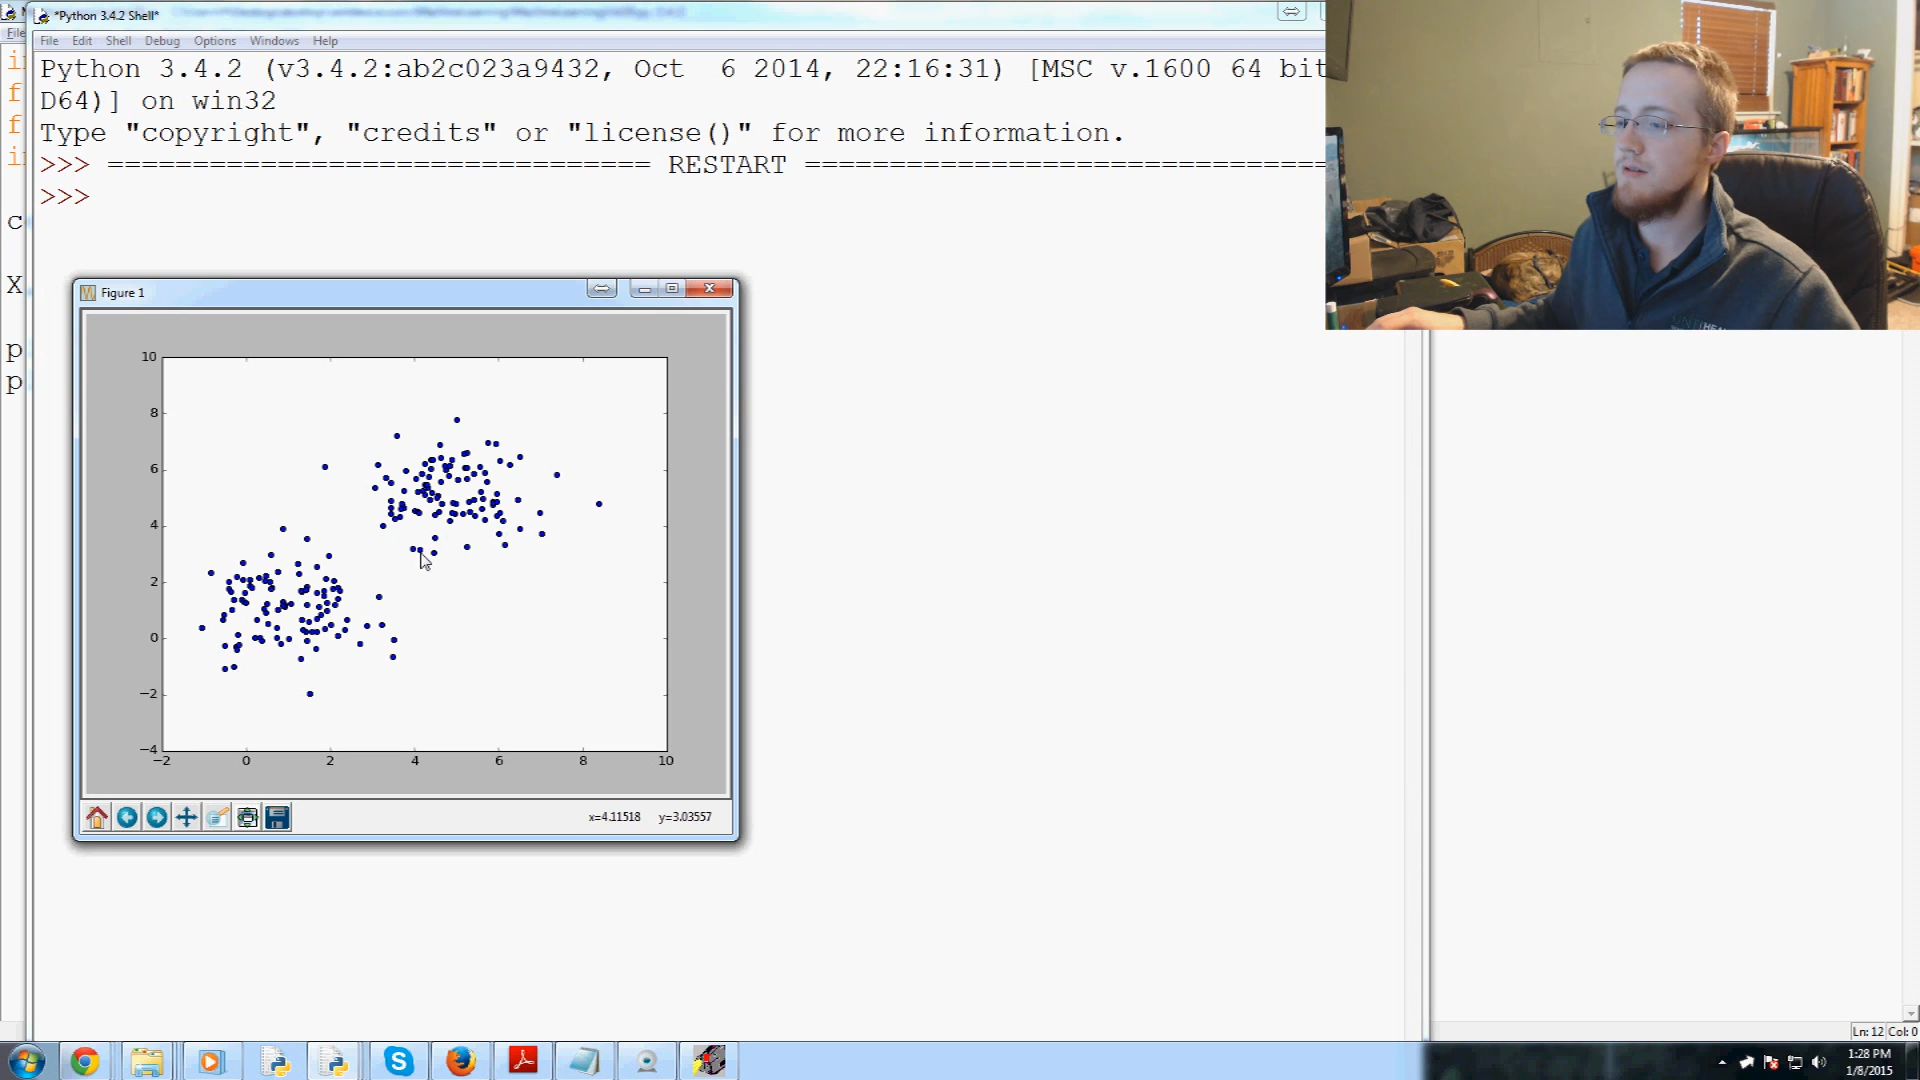 *Python 3.4.2 Shell*
File Edit Shell Debug Options Windows Help
Python 3.4.2 (v3.4.2:ab2c023a9432, Oct  6 2014, 22:16:31) [MSC v.1600 64 bit
D64)] on win32
Type "copyright", "credits" or "license()" for more information.
>>> ================================ RESTART ===============================
>>>
File
i
f
f
i
c
X
p
p
Figure 1
10
8
6
4
2
0
−2
−4
−2 0 2 4 6 8 10
x=4.11518 y=3.03557
Ln: 12 Col: 0
1:28 PM
1/8/2015